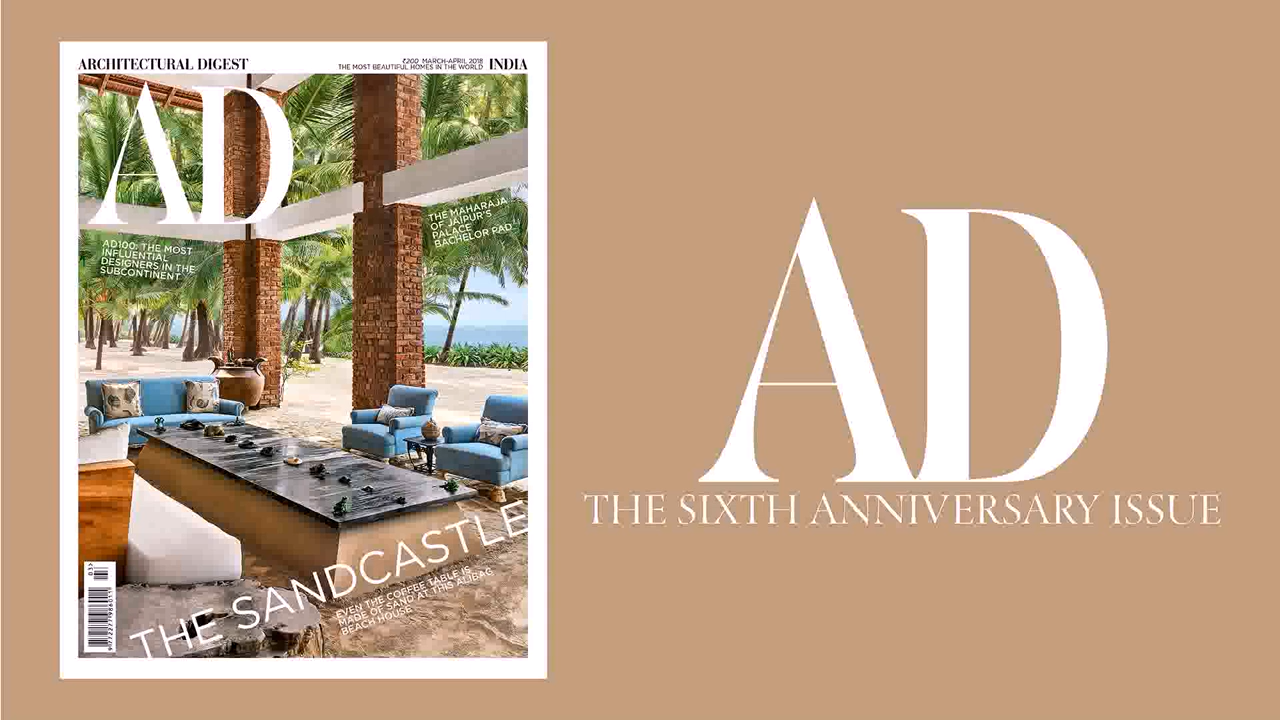 ARCHITECTURAL DIGEST
₹200 MARCH-APRIL 2018
THE MOST BEAUTIFUL HOMES IN THE WORLD INDIA
AD
THE MAHARAJA
OF JAIPUR'S
PALACE
BACHELOR PAD
AD100: THE MOST
INFLUENTIAL
DESIGNERS IN THE
SUBCONTINENT
THE SANDCASTLE
EVEN THE COFFEE TABLE IS
MADE OF SAND AT THIS ALIBAG
BEACH HOUSE
AD
THE SIXTH ANNIVERSARY ISSUE